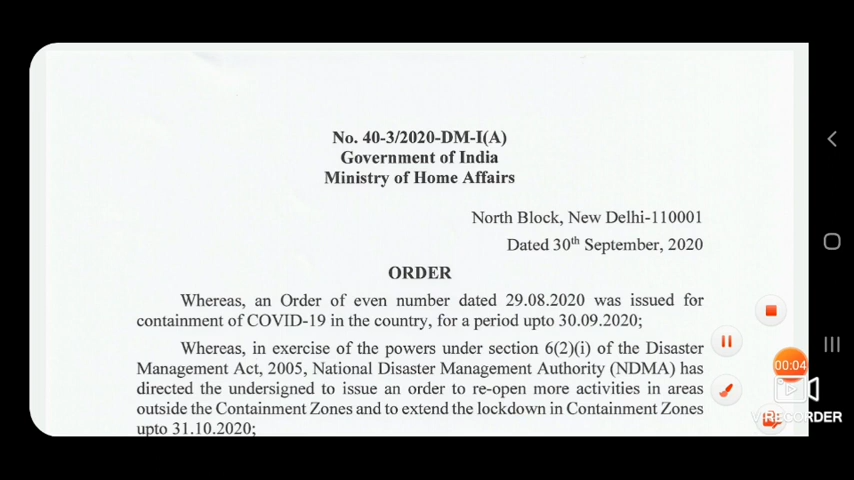 No. 40-3/2020-DM-I(A)
Government of India
Ministry of Home Affairs
North Block, New Delhi-110001
Dated 30th September, 2020
ORDER
Whereas, an Order of even number dated 29.08.2020 was issued for
containment of COVID-19 in the country, for a period upto 30.09.2020;
Whereas, in exercise of the powers under section 6(2)(i) of the Disaster
Management Act, 2005, National Disaster Management Authority (NDMA) has
directed the undersigned to issue an order to re-open more activities in areas
outside the Containment Zones and to extend the lockdown in Containment Zones
upto 31.10.2020;
00:04
VIRECORDER